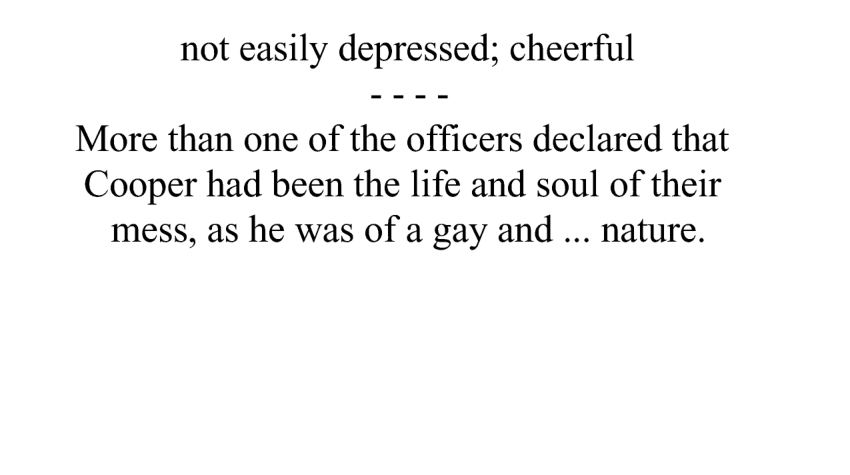 not easily depressed; cheerful
- - - -
More than one of the officers declared that
Cooper had been the life and soul of their
mess, as he was of a gay and ... nature.